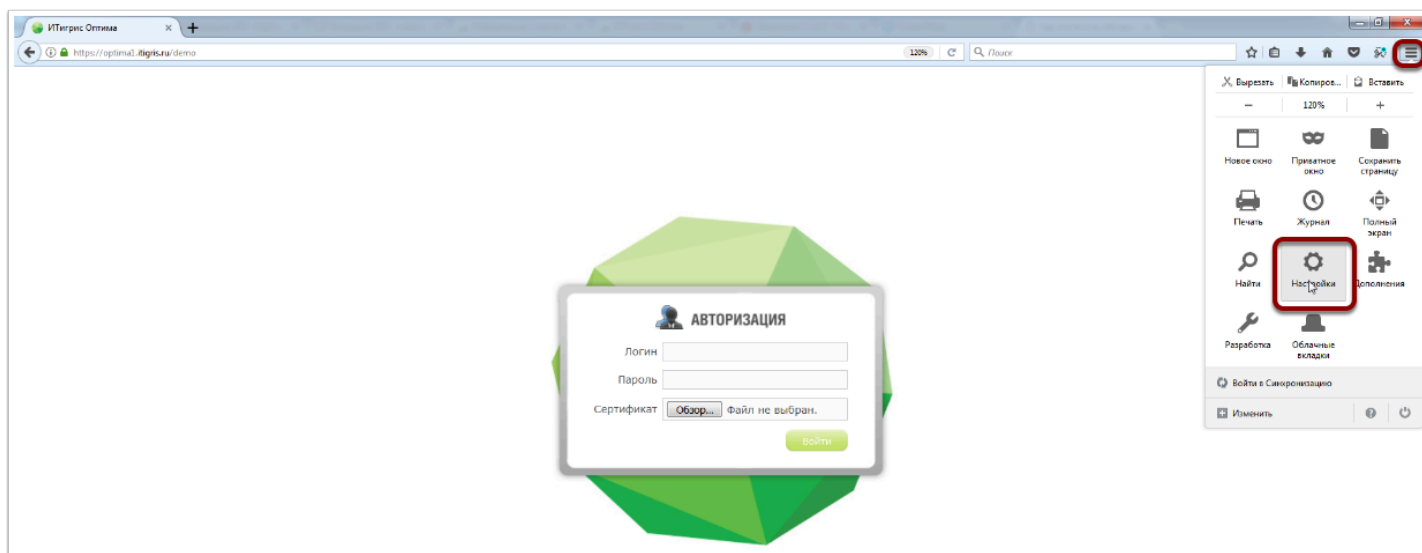 ИТигрис Оптима
https://optima1.itigris.ru/demo
120%
Поиск
Вырезать
Копиров...
Вставить
120%
Новое окно
Приватное
окно
Сохранить
страницу
Печать
Журнал
Полный
экран
Найти
Настройки
Дополнения
Разработка
Облачные
вкладки
Войти в Синхронизацию
Изменить
АВТОРИЗАЦИЯ
Логин
Пароль
Сертификат
Обзор...
Файл не выбран.
Войти